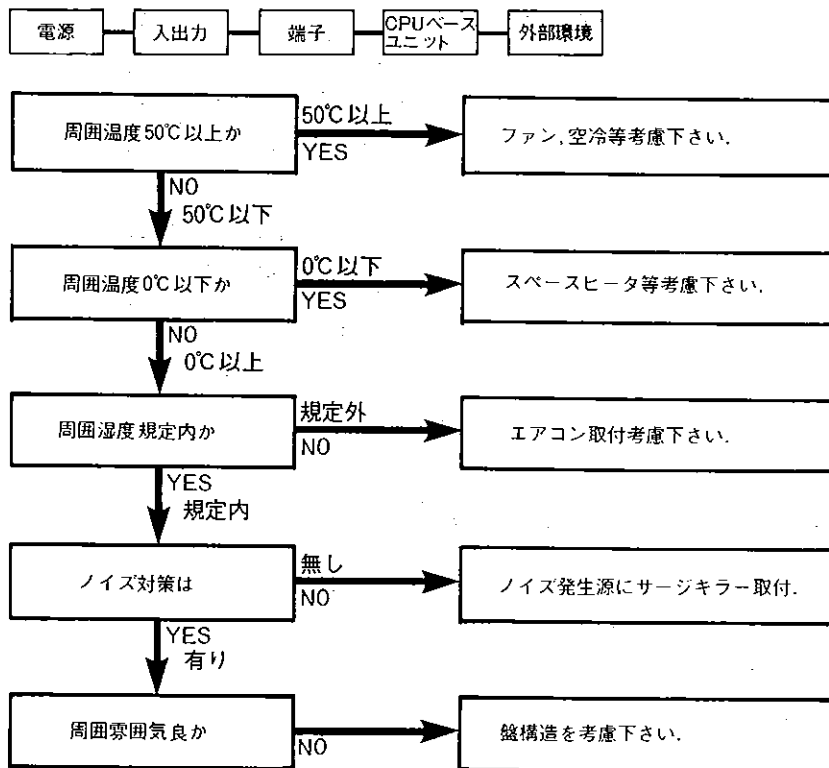 電源
入出力
端子
CPUベース
ユニット
外部環境
周囲温度50℃以上か
50℃以上
YES
ファン,空冷等考慮下さい.
NO
50℃以下
周囲温度0℃以下か
0℃以下
YES
スペースヒータ等考慮下さい.
NO
0℃以上
周囲湿度規定内か
規定外
NO
エアコン取付考慮下さい.
YES
規定内
ノイズ対策は
無し
NO
ノイズ発生源にサージキラー取付.
YES
有り
周囲雰囲気良か
NO
盤構造を考慮下さい.